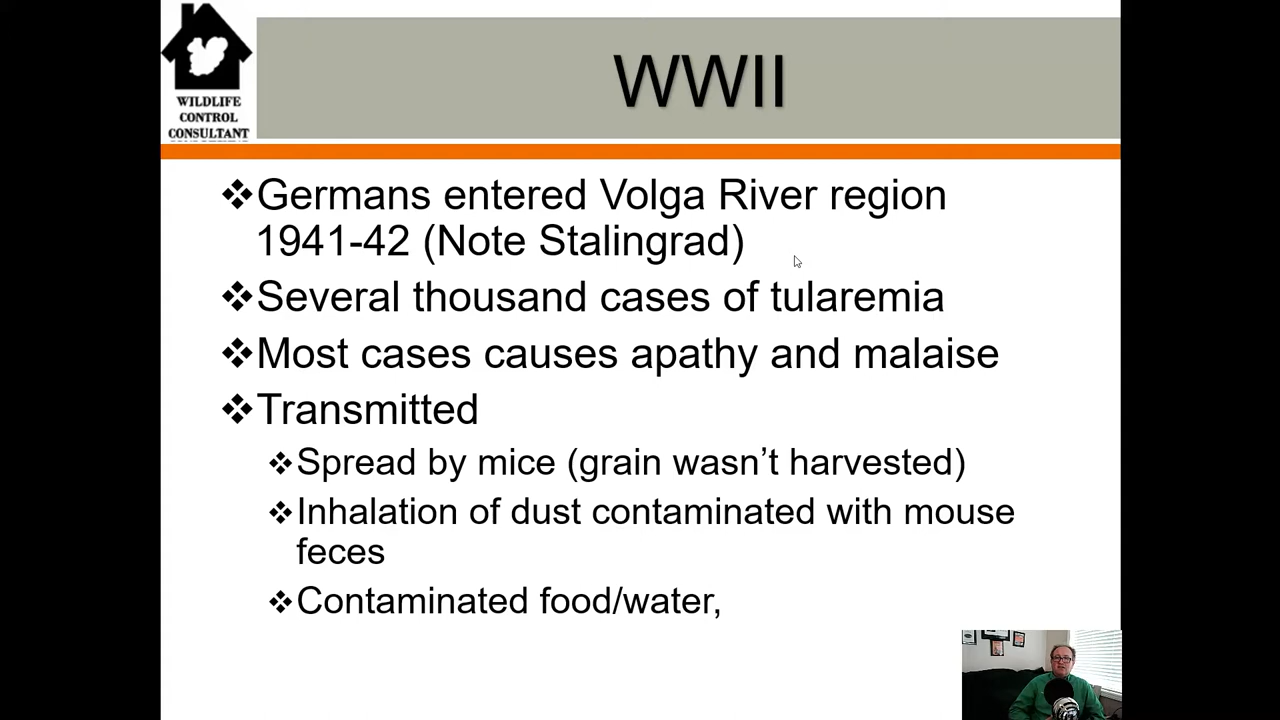 WILDLIFE
CONTROL
CONSULTANT
WWII
❖Germans entered Volga River region
1941-42 (Note Stalingrad)
❖Several thousand cases of tularemia
❖Most cases causes apathy and malaise
❖Transmitted
❖Spread by mice (grain wasn’t harvested)
❖Inhalation of dust contaminated with mouse
feces
❖Contaminated food/water,